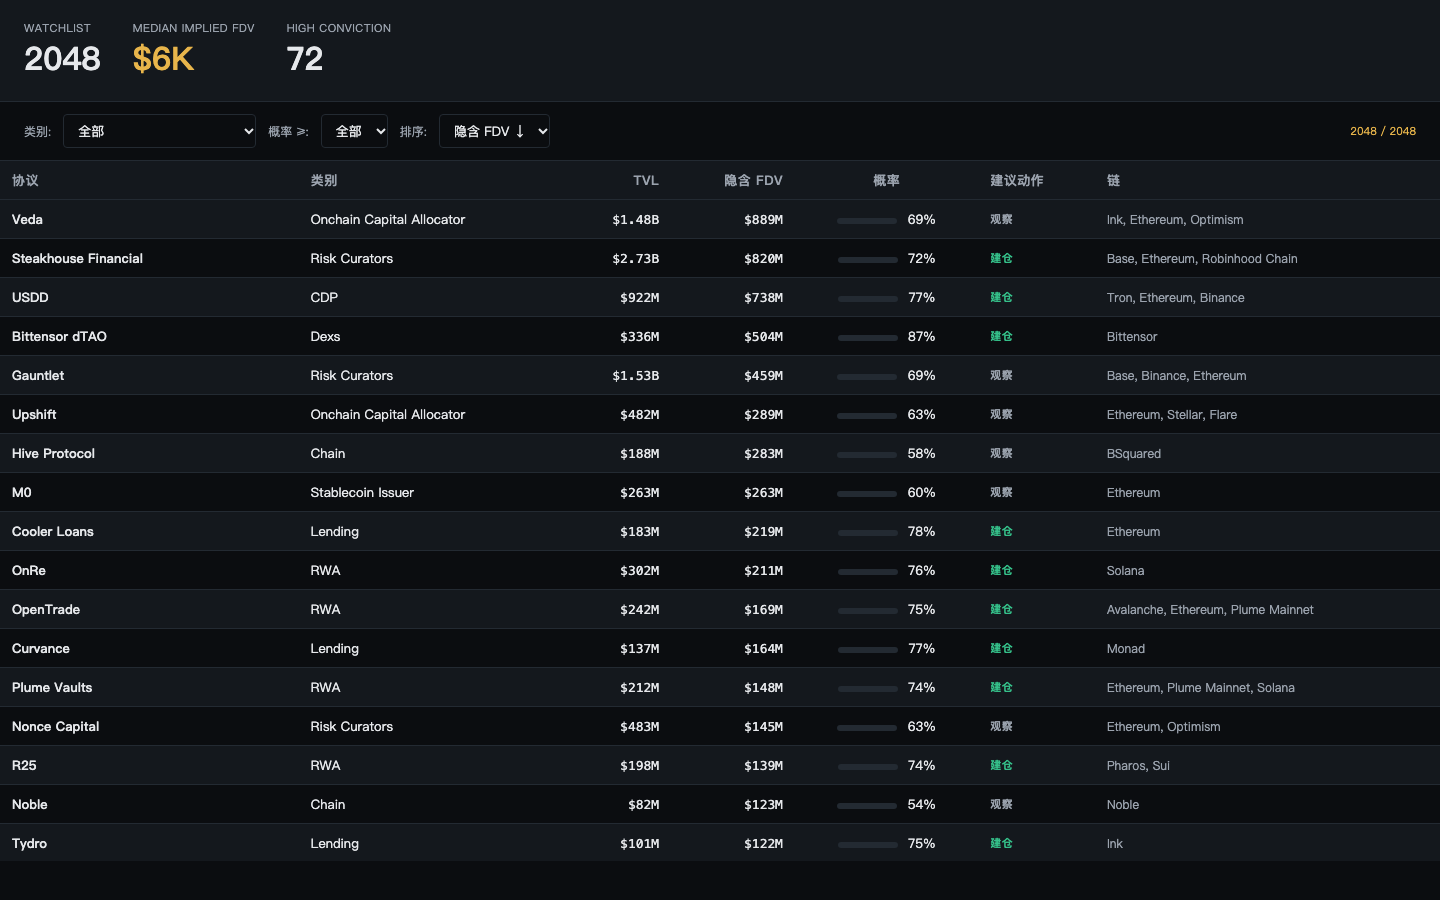 WATCHLIST MEDIAN IMPLIED FDV HIGH CONVICTION
2048 $6K 72
类别: 全部 概率 ≥: 全部 排序: 隐含 FDV ↓ 2048 / 2048
协议 类别 TVL 隐含 FDV 概率 建议动作 链
Veda Onchain Capital Allocator $1.48B $889M 69% 观察 Ink, Ethereum, Optimism
Steakhouse Financial Risk Curators $2.73B $820M 72% 建仓 Base, Ethereum, Robinhood Chain
USDD CDP $922M $738M 77% 建仓 Tron, Ethereum, Binance
Bittensor dTAO Dexs $336M $504M 87% 建仓 Bittensor
Gauntlet Risk Curators $1.53B $459M 69% 观察 Base, Binance, Ethereum
Upshift Onchain Capital Allocator $482M $289M 63% 观察 Ethereum, Stellar, Flare
Hive Protocol Chain $188M $283M 58% 观察 BSquared
M0 Stablecoin Issuer $263M $263M 60% 观察 Ethereum
Cooler Loans Lending $183M $219M 78% 建仓 Ethereum
OnRe RWA $302M $211M 76% 建仓 Solana
OpenTrade RWA $242M $169M 75% 建仓 Avalanche, Ethereum, Plume Mainnet
Curvance Lending $137M $164M 77% 建仓 Monad
Plume Vaults RWA $212M $148M 74% 建仓 Ethereum, Plume Mainnet, Solana
Nonce Capital Risk Curators $483M $145M 63% 观察 Ethereum, Optimism
R25 RWA $198M $139M 74% 建仓 Pharos, Sui
Noble Chain $82M $123M 54% 观察 Noble
Tydro Lending $101M $122M 75% 建仓 Ink